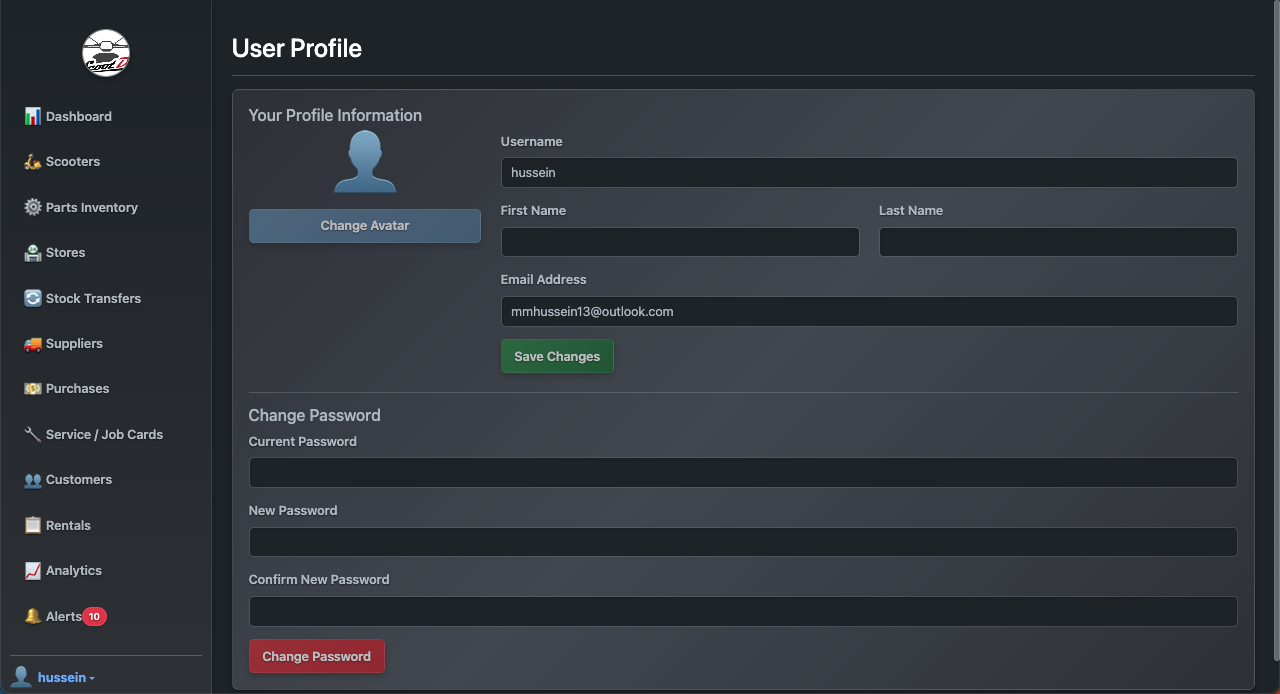 User Profile
Dashboard
Scooters
Parts Inventory
Stores
Stock Transfers
Suppliers
Purchases
Service / Job Cards
Customers
Rentals
Analytics
Alerts 10
hussein
Your Profile Information
Change Avatar
Username
hussein
First Name Last Name
Email Address
mmhussein13@outlook.com
Save Changes
Change Password
Current Password
New Password
Confirm New Password
Change Password